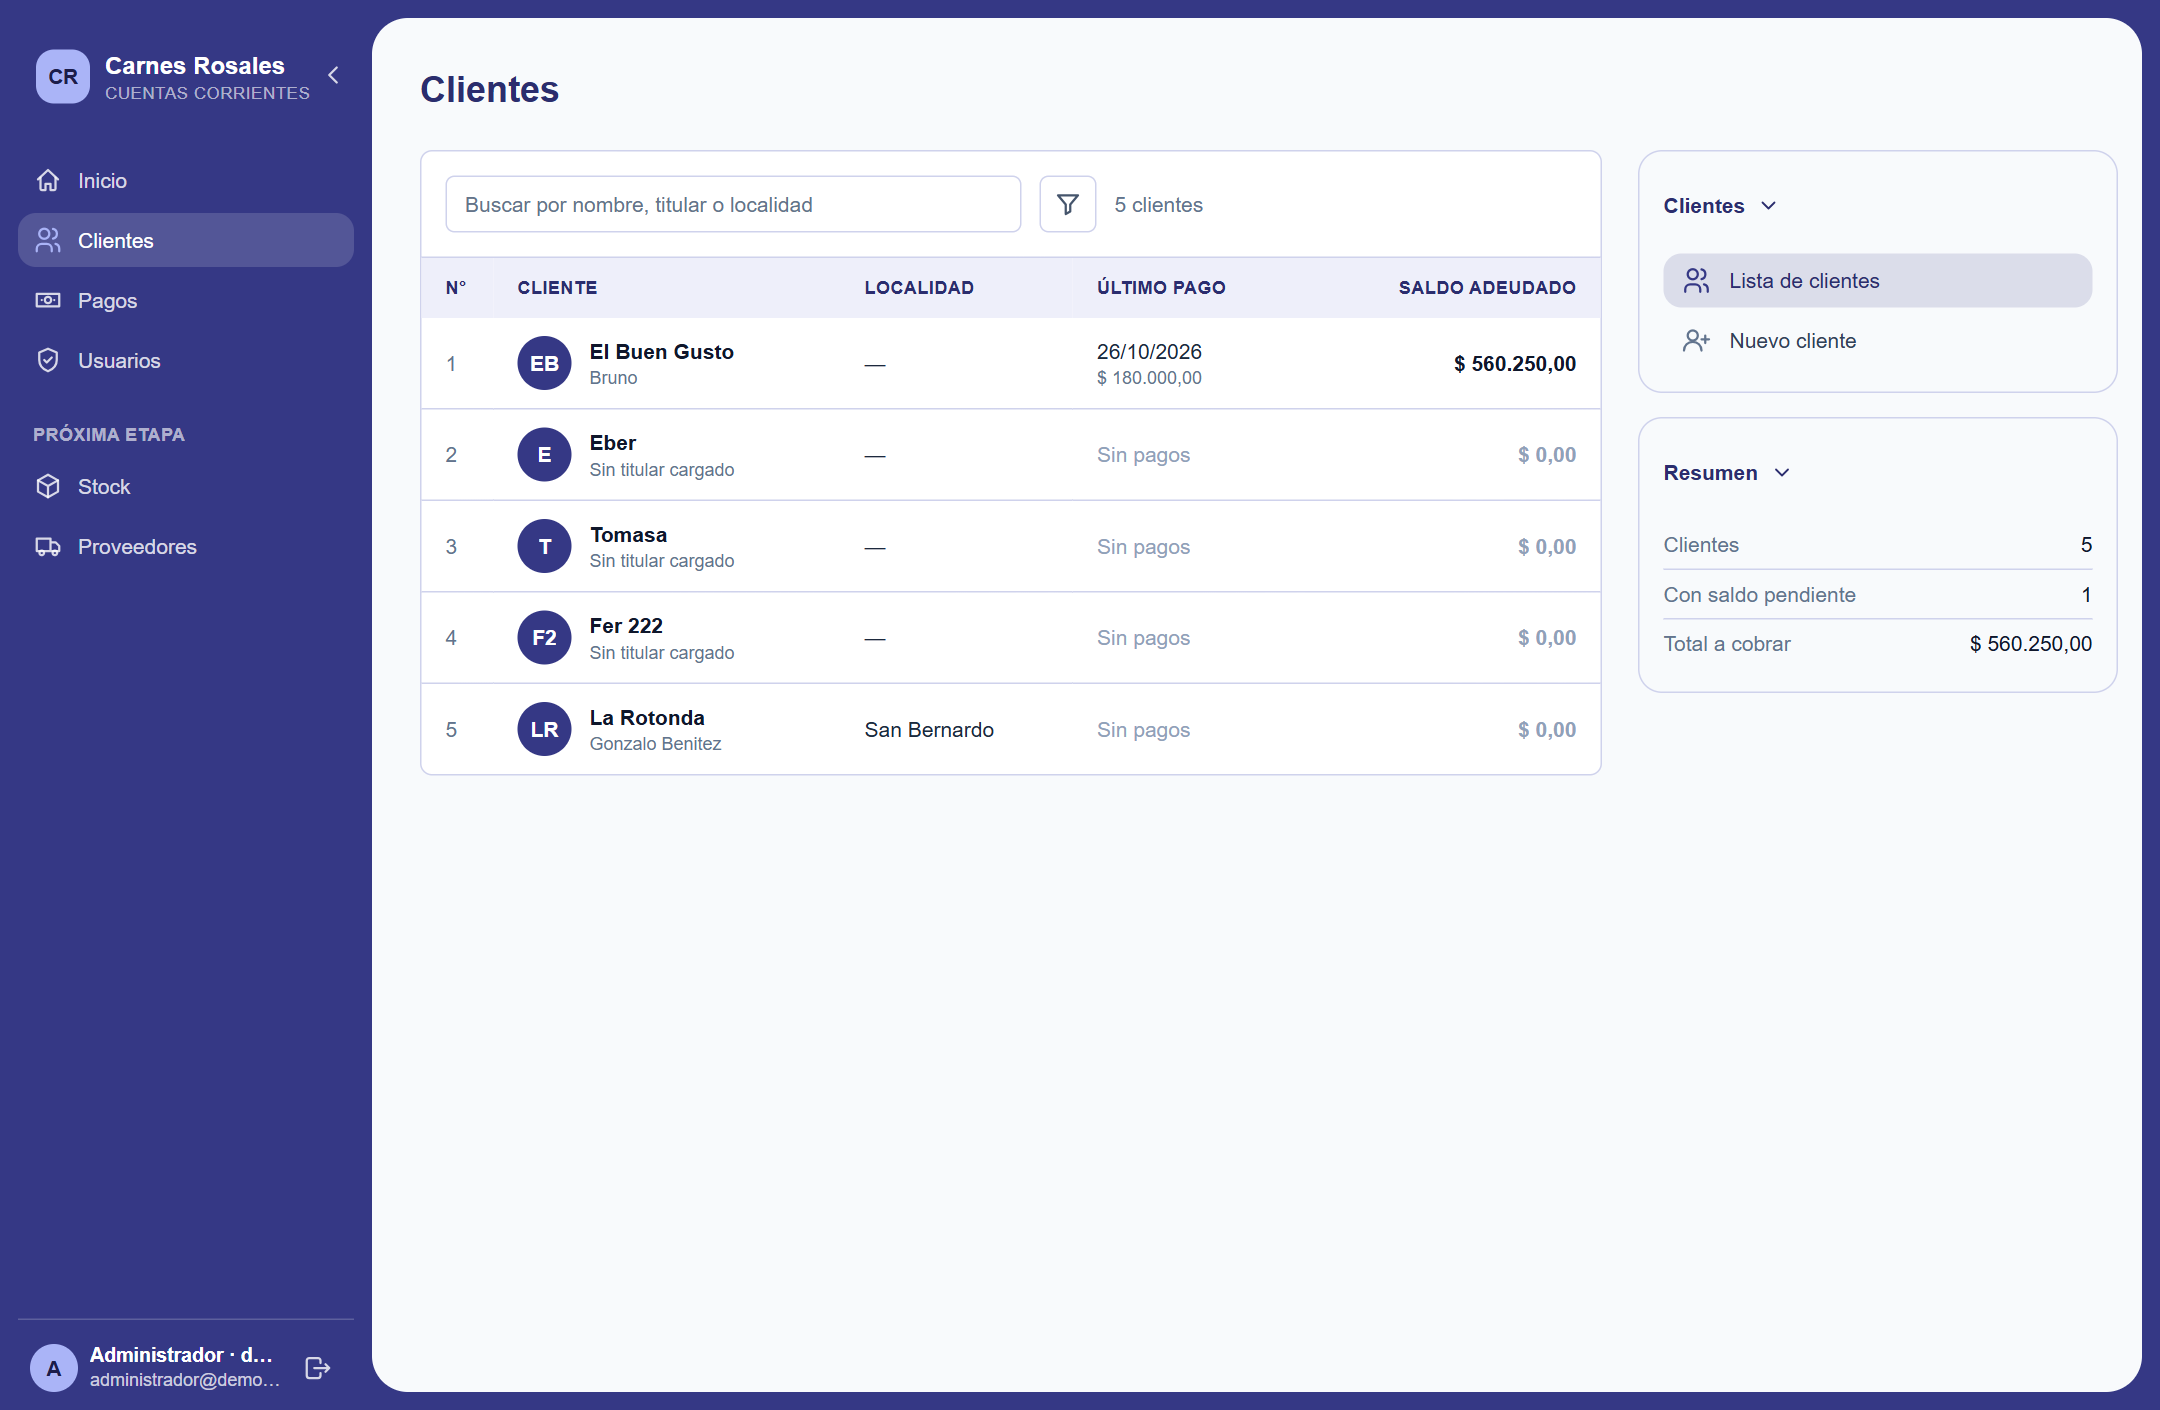 CR
Carnes Rosales
CUENTAS CORRIENTES
Inicio
Clientes
Pagos
Usuarios
PRÓXIMA ETAPA
Stock
Proveedores
A
Administrador · d...
administrador@demo...
Clientes
Buscar por nombre, titular o localidad
5 clientes
N° CLIENTE LOCALIDAD ÚLTIMO PAGO SALDO ADEUDADO
1 EB El Buen Gusto — 26/10/2026 $ 560.250,00
Bruno $ 180.000,00
2 E Eber — Sin pagos $ 0,00
Sin titular cargado
3 T Tomasa — Sin pagos $ 0,00
Sin titular cargado
4 F2 Fer 222 — Sin pagos $ 0,00
Sin titular cargado
5 LR La Rotonda San Bernardo Sin pagos $ 0,00
Gonzalo Benitez
Clientes
Lista de clientes
Nuevo cliente
Resumen
Clientes 5
Con saldo pendiente 1
Total a cobrar $ 560.250,00